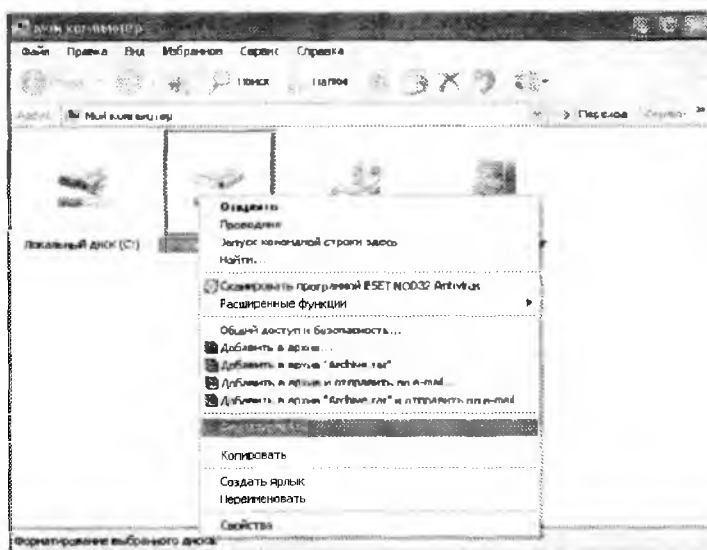 Мой компьютер
Файл Правка Вид Избранное Сервис Справка
Поиск Папки
Адрес: Мой компьютер Переход
Локальный диск (C:)
Открыть
Проводник
Запуск командной строки здесь
Найти...
Сканировать программой ESET NOD32 Antivirus
Расширенные функции
Общий доступ и безопасность...
Добавить в архив...
Добавить в архив "Archive.rar"
Добавить в архив и отправить по e-mail...
Добавить в архив "Archive.rar" и отправить по e-mail
Форматировать...
Копировать
Создать ярлык
Переименовать
Свойства
Форматирование выбранного диска.